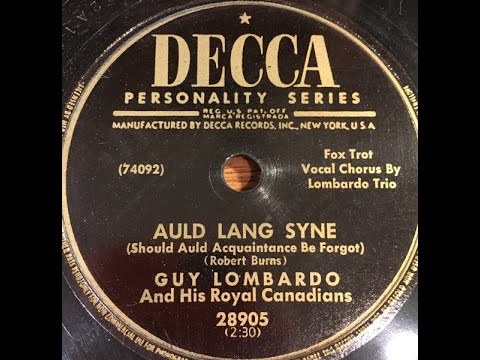 DECCA
PERSONALITY SERIES
REG. U.S. PAT. OFF.
MARCA REGISTRADA
MANUFACTURED BY DECCA RECORDS, INC., NEW YORK, U.S.A.
(74092)
Fox Trot
Vocal Chorus By
Lombardo Trio
AULD LANG SYNE
(Should Auld Acquaintance Be Forgot)
(Robert Burns)
GUY LOMBARDO
And His Royal Canadians
28905
(2:30)